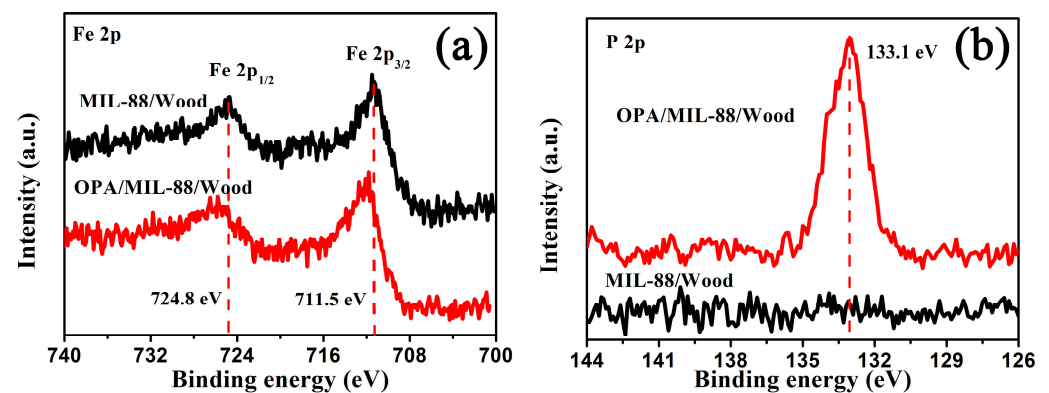 Fe 2p
(a)
Fe 2p3/2
Fe 2p1/2
MIL-88/Wood
OPA/MIL-88/Wood
724.8 eV
711.5 eV
Intensity (a.u.)
740 732 724 716 708 700
Binding energy (eV)
P 2p
(b)
133.1 eV
OPA/MIL-88/Wood
MIL-88/Wood
Intensity (a.u.)
144 141 138 135 132 129 126
Binding energy (eV)